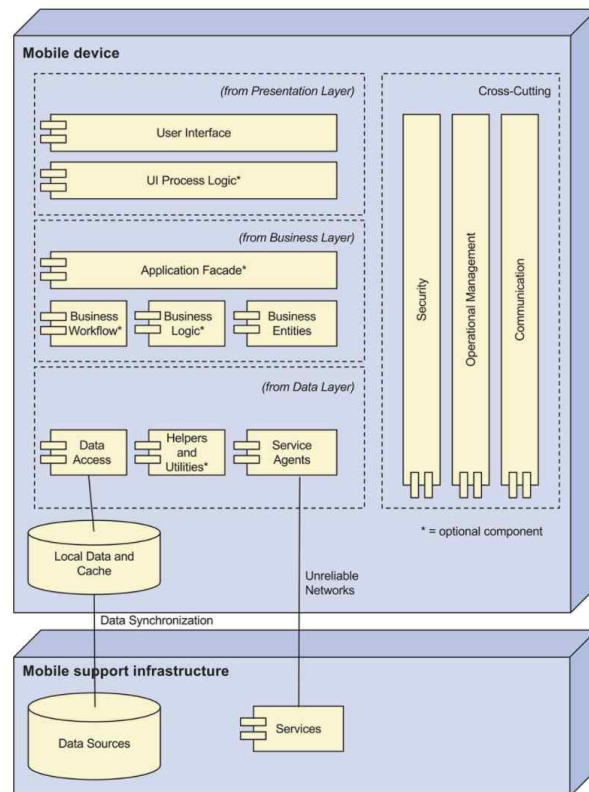 Mobile device
(from Presentation Layer)
User Interface
UI Process Logic*
(from Business Layer)
Application Facade*
Business
Workflow*
Business
Logic*
Business
Entities
(from Data Layer)
Data
Access
Helpers
and
Utilities*
Service
Agents
Cross-Cutting
Security
Operational Management
Communication
* = optional component
Local Data and
Cache
Unreliable
Networks
Data Synchronization
Mobile support infrastructure
Data Sources
Services